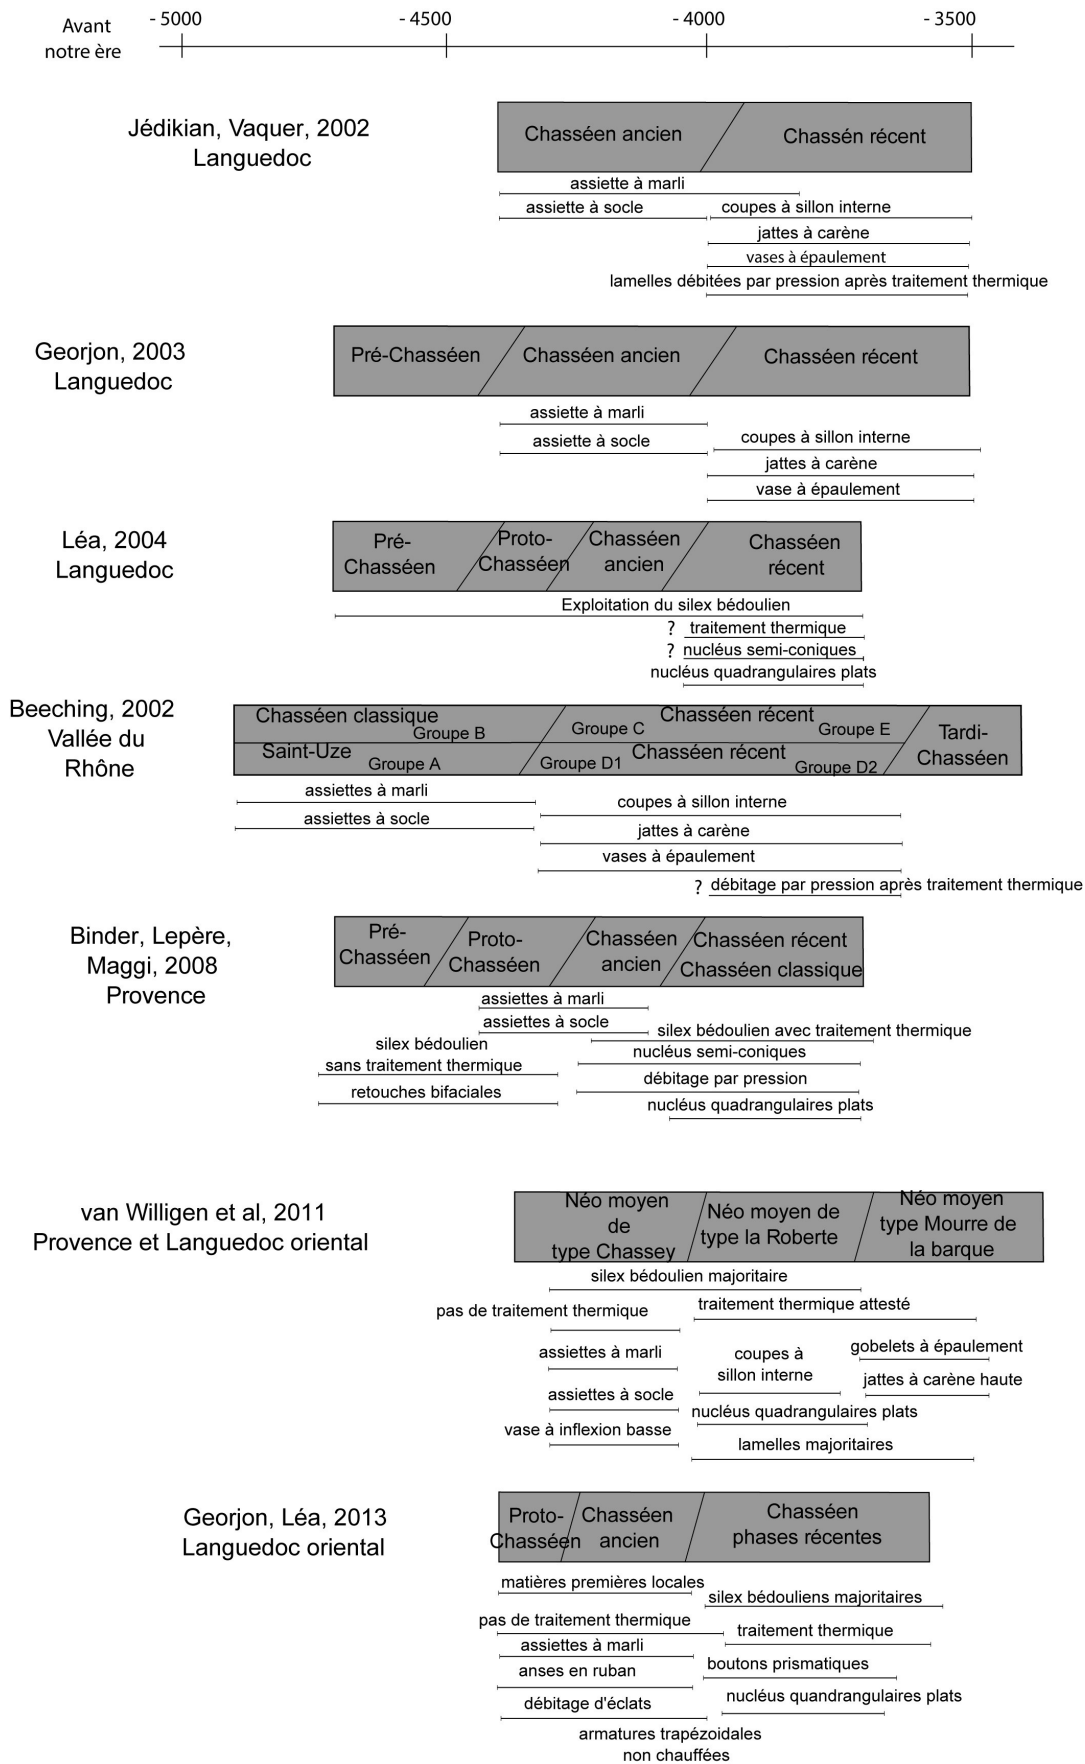 Avant
notre ère
- 5000
- 4500
- 4000
- 3500
Jédikian, Vaquer, 2002
Languedoc
Chasséen ancien
Chassén récent
assiette à marli
assiette à socle
coupes à sillon interne
jattes à carène
vases à épaulement
lamelles débitées par pression après traitement thermique
Georjon, 2003
Languedoc
Pré-Chasséen
Chasséen ancien
Chasséen récent
assiette à marli
assiette à socle
coupes à sillon interne
jattes à carène
vase à épaulement
Léa, 2004
Languedoc
Pré-
Chasséen
Proto-
Chasséen
Chasséen
ancien
Chasséen
récent
Exploitation du silex bédoulien
? traitement thermique
? nucléus semi-coniques
nucléus quadrangulaires plats
Beeching, 2002
Vallée du
Rhône
Chasséen classique
Groupe B
Groupe C
Chasséen récent
Groupe E
Saint-Uze
Groupe A
Groupe D1
Chasséen récent
Groupe D2
Tardi-
Chasséen
assiettes à marli
assiettes à socle
coupes à sillon interne
jattes à carène
vases à épaulement
? débitage par pression après traitement thermique
Binder, Lepère,
Maggi, 2008
Provence
Pré-
Chasséen
Proto-
Chasséen
Chasséen
ancien
Chasséen récent
Chasséen classique
assiettes à marli
assiettes à socle
silex bédoulien
sans traitement thermique
retouches bifaciales
silex bédoulien avec traitement thermique
nucléus semi-coniques
débitage par pression
nucléus quadrangulaires plats
van Willigen et al, 2011
Provence et Languedoc oriental
Néo moyen
de
type Chassey
Néo moyen de
type la Roberte
Néo moyen
type Mourre de
la barque
silex bédoulien majoritaire
pas de traitement thermique
traitement thermique attesté
assiettes à marli
coupes à
sillon interne
gobelets à épaulement
jattes à carène haute
assiettes à socle
nucléus quadrangulaires plats
vase à inflexion basse
lamelles majoritaires
Georjon, Léa, 2013
Languedoc oriental
Proto-
Chasséen
Chasséen
ancien
Chasséen
phases récentes
matières premières locales
silex bédouliens majoritaires
pas de traitement thermique
traitement thermique
assiettes à marli
anses en ruban
boutons prismatiques
débitage d'éclats
nucléus quandrangulaires plats
armatures trapézoidales
non chauffées